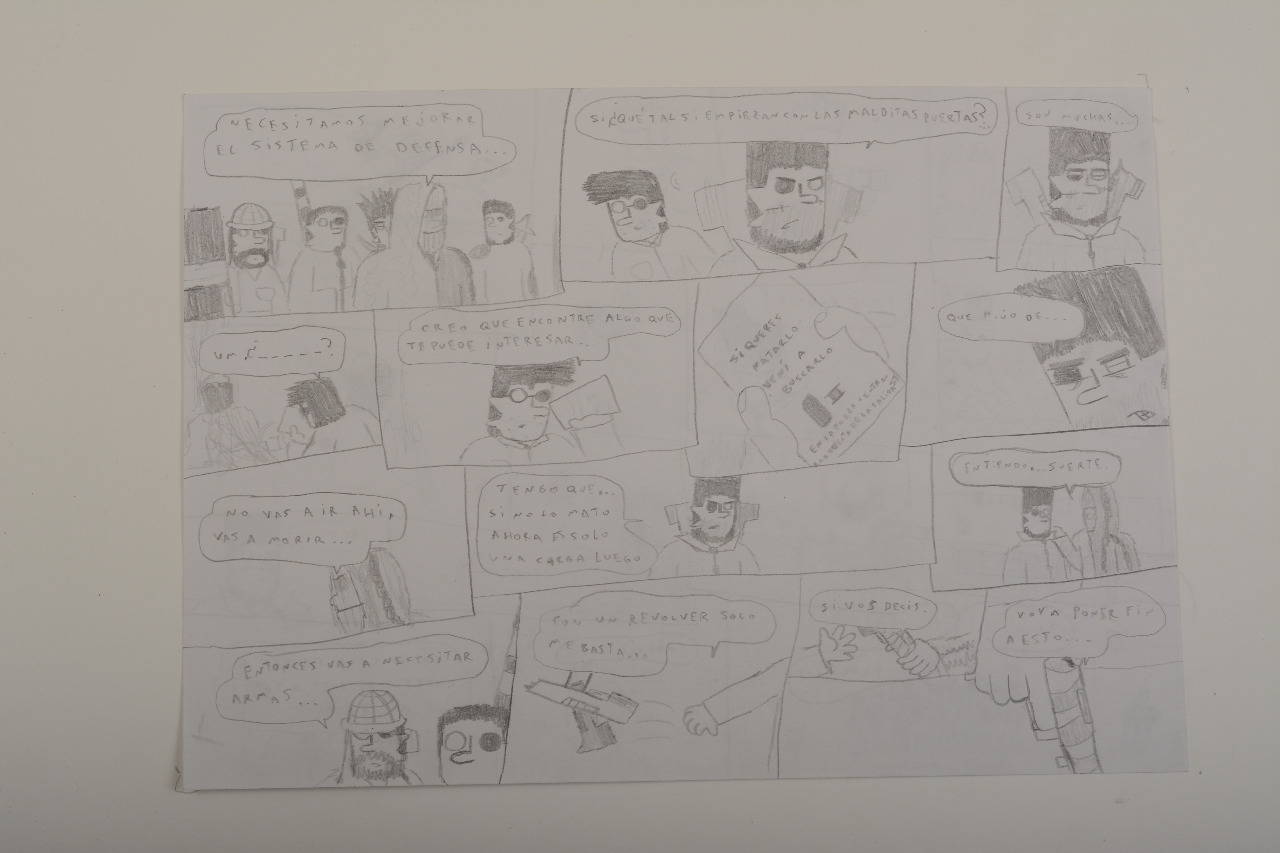 NECESITAMOS MEJORAR
EL SISTEMA DE DEFENSA...
SI ¿QUÉ TAL SI EMPIEZAN CON LAS MALDITAS PUERTAS?
SON MUCHAS...
UM ¿_____?
CREO QUE ENCONTRE ALGO QUE
TE PUEDE INTERESAR...
SI QUERES
MATARLO.
VENÍ A
BUSCARLO
QUE HIJO DE...
NO VAS A IR AHI,
VAS A MORIR...
TENGO QUE...
SI NO LO MATO
AHORA ES SOLO
UNA CARGA LUEGO
ENTIENDO... SUERTE.
ENTONCES VAS A NECESITAR
ARMAS...
CON UN REVOLVER SOLO
ME BASTA...
SI VOS DECIS.
VOY A PONER FIN
A ESTO...